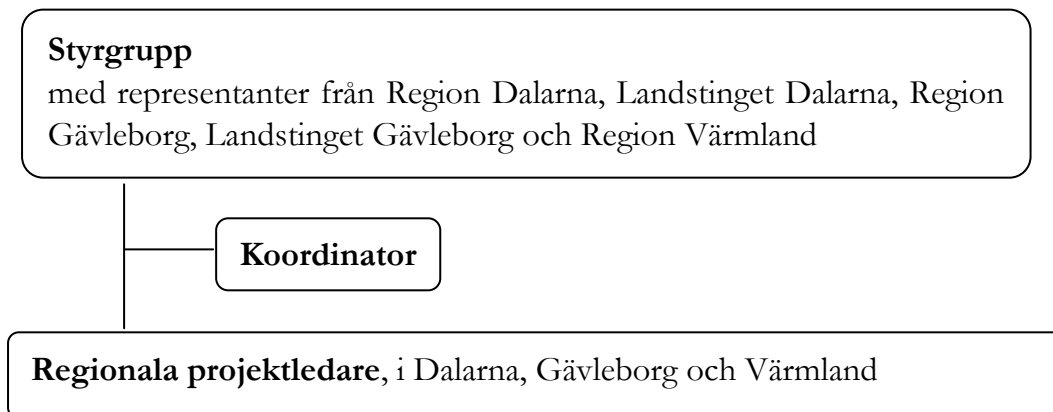 Styrgrupp
med representanter från Region Dalarna, Landstinget Dalarna, Region
Gävleborg, Landstinget Gävleborg och Region Värmland
Koordinator
Regionala projektledare, i Dalarna, Gävleborg och Värmland